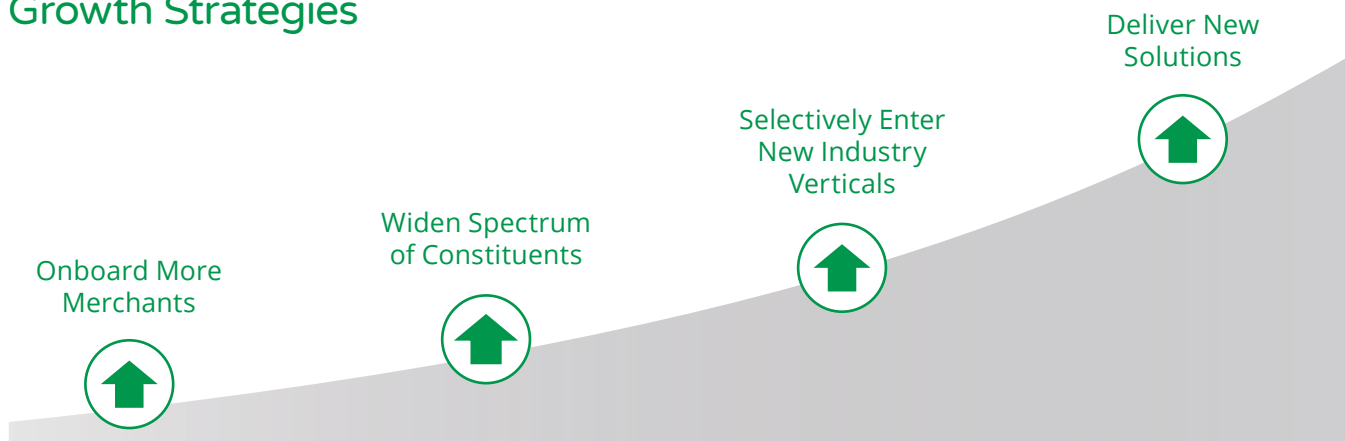 Growth Strategies
Onboard More
Merchants
Widen Spectrum
of Constituents
Selectively Enter
New Industry
Verticals
Deliver New
Solutions